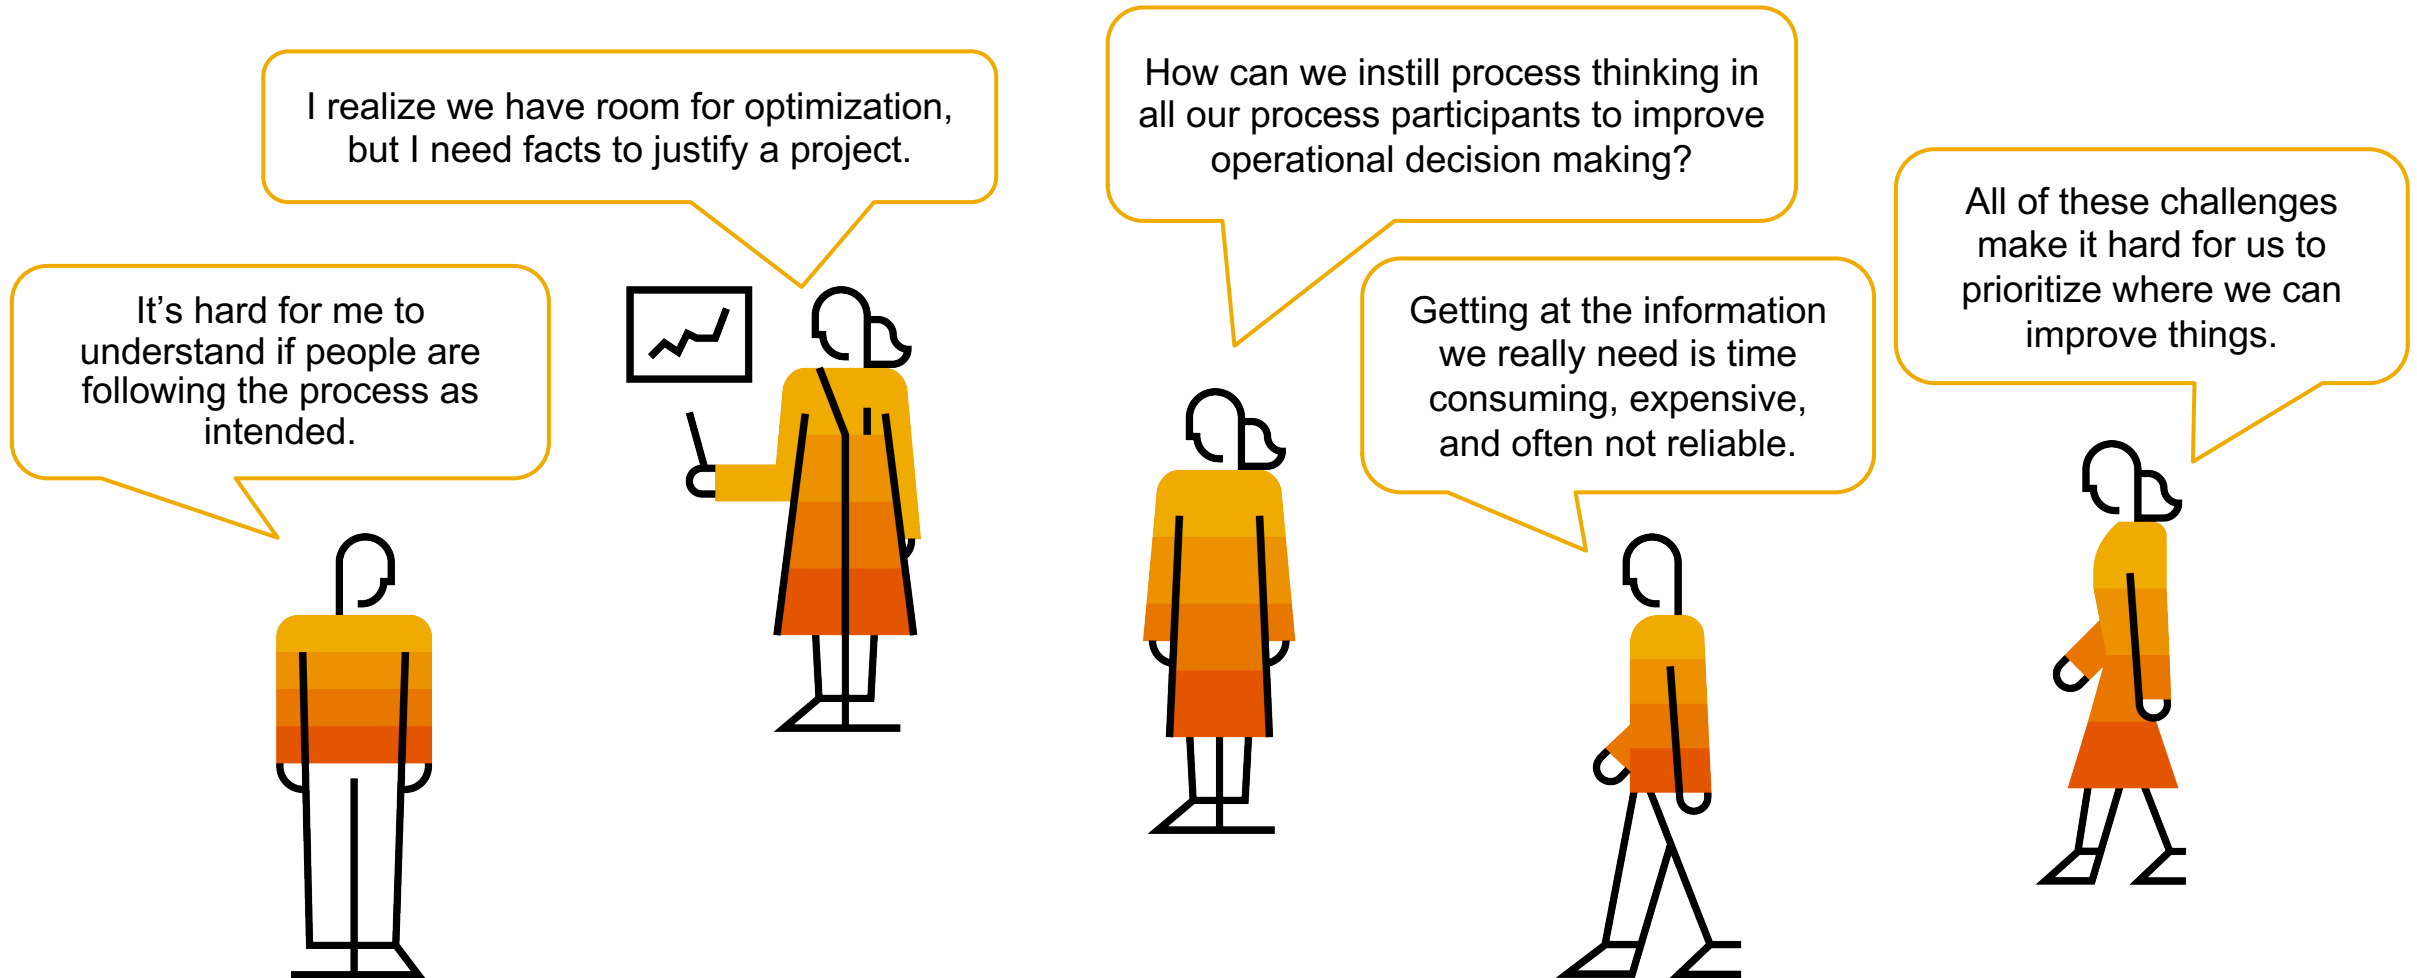 It’s hard for me to
understand if people are
following the process as
intended.
I realize we have room for optimization,
but I need facts to justify a project.
How can we instill process thinking in
all our process participants to improve
operational decision making?
Getting at the information
we really need is time
consuming, expensive,
and often not reliable.
All of these challenges
make it hard for us to
prioritize where we can
improve things.